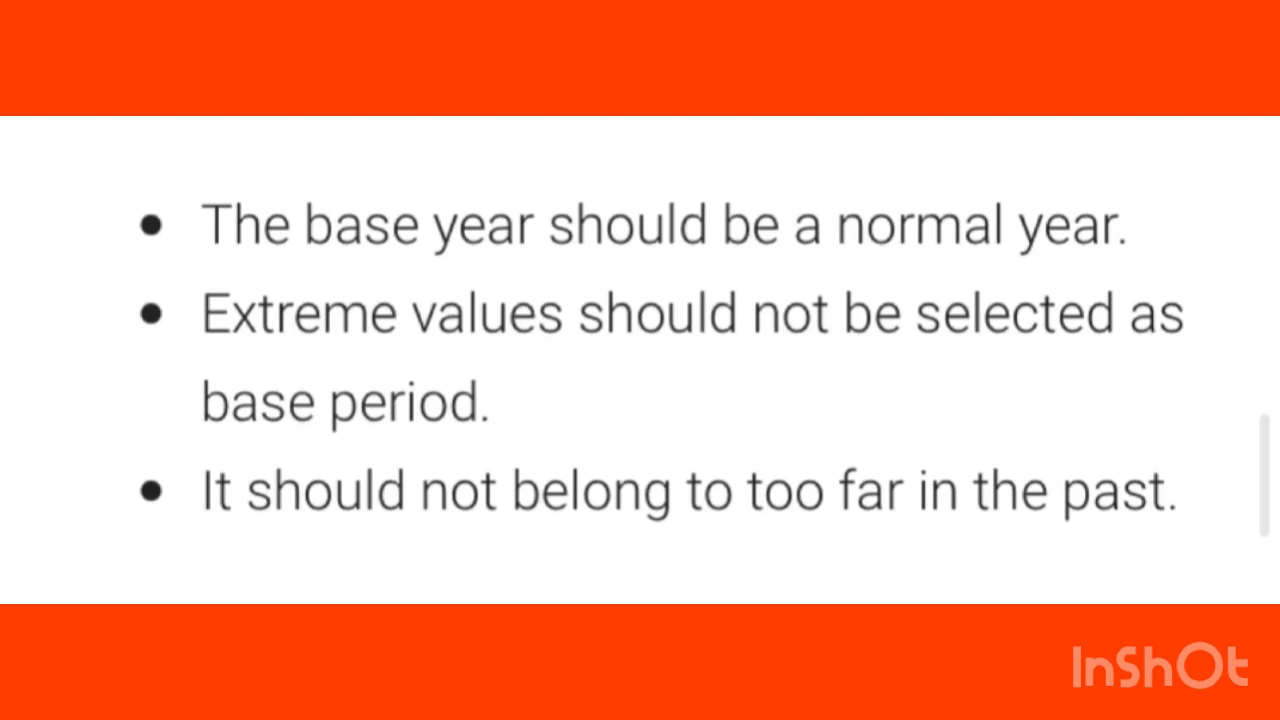 • The base year should be a normal year.
• Extreme values should not be selected as
base period.
• It should not belong to too far in the past.
InShOt